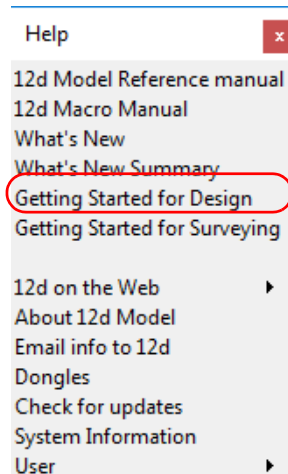 Help
x
12d Model Reference manual
12d Macro Manual
What's New
What's New Summary
Getting Started for Design
Getting Started for Surveying
12d on the Web
About 12d Model
Email info to 12d
Dongles
Check for updates
System Information
User